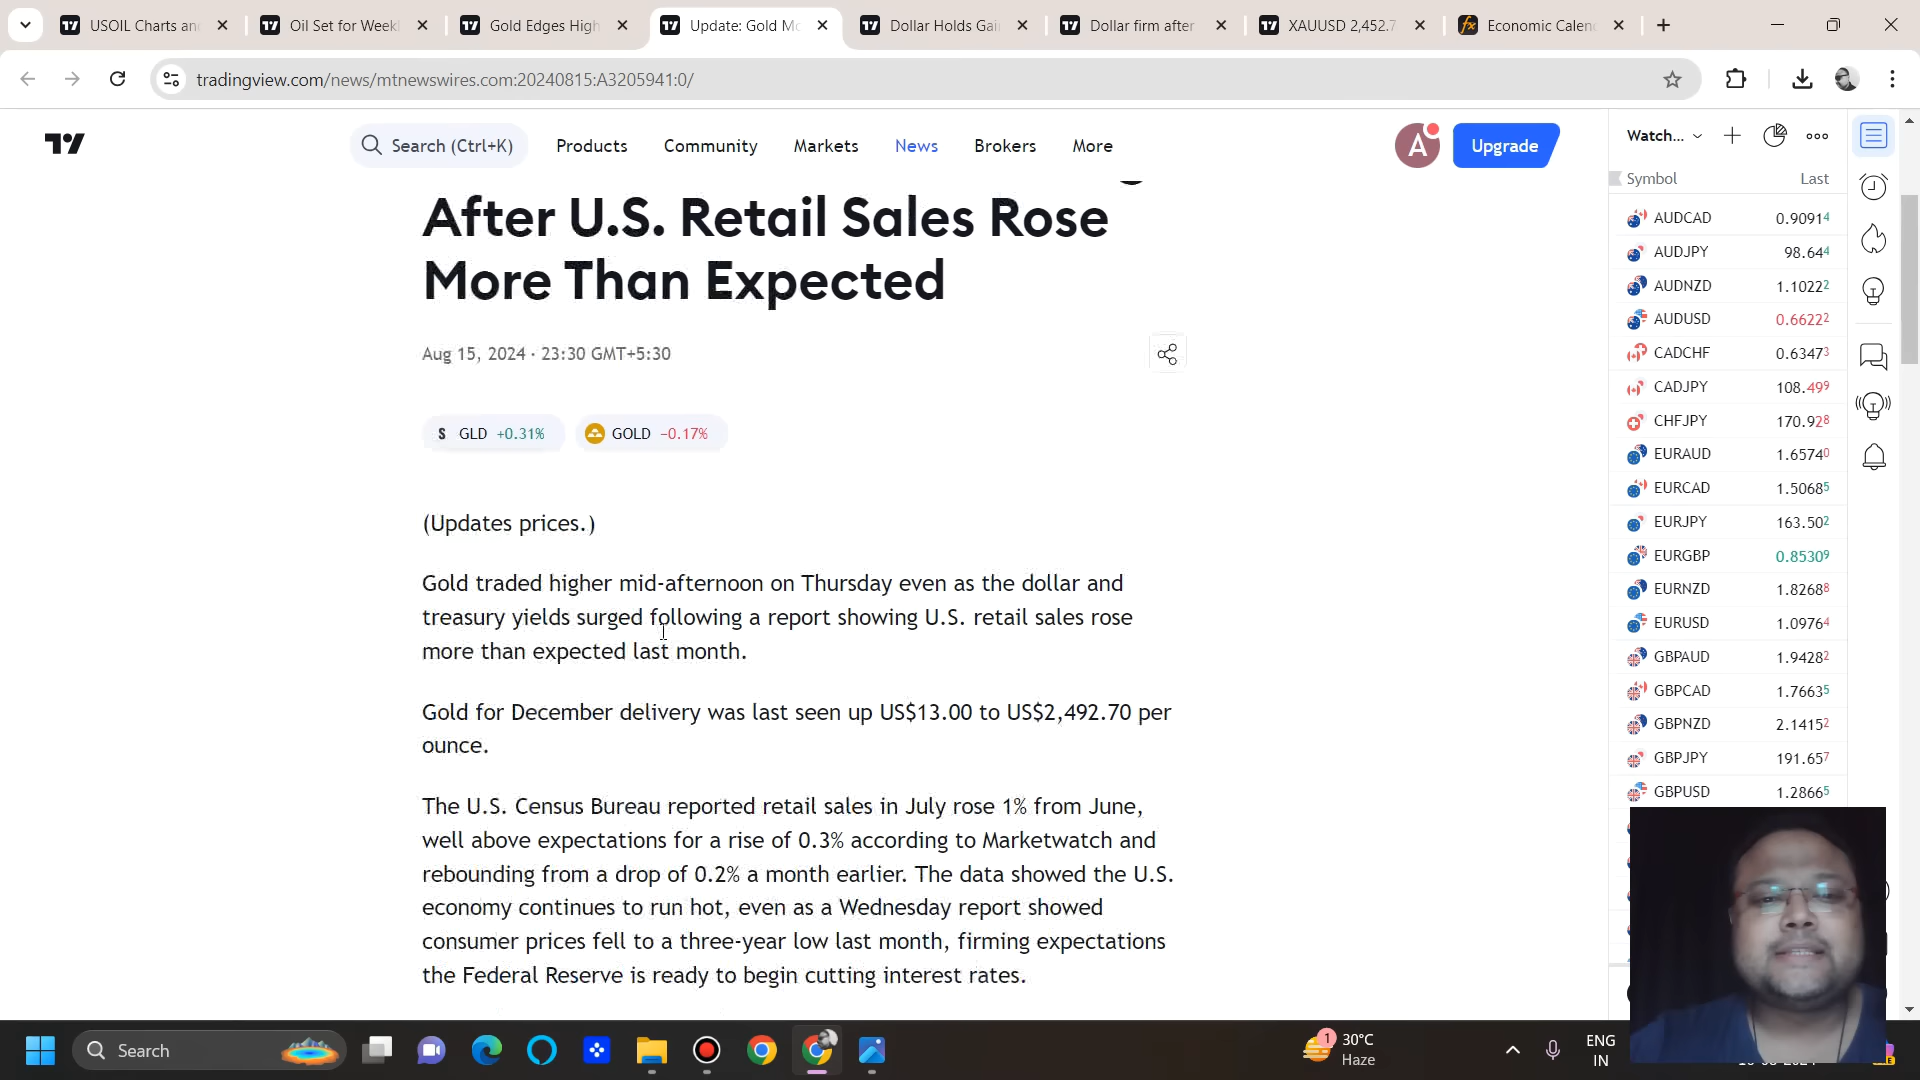 USOIL Charts an
Oil Set for Weekl
Gold Edges High
Update: Gold Mo
Dollar Holds Gai
Dollar firm after
XAUUSD 2,452.7
Economic Calen
tradingview.com/news/mtnewswires.com:20240815:A3205941:0/
Search (Ctrl+K)
Products
Community
Markets
News
Brokers
More
A
Upgrade
After U.S. Retail Sales Rose
More Than Expected
Aug 15, 2024 · 23:30 GMT+5:30
GLD +0.31%
GOLD −0.17%
(Updates prices.)
Gold traded higher mid-afternoon on Thursday even as the dollar and
treasury yields surged following a report showing U.S. retail sales rose
more than expected last month.
Gold for December delivery was last seen up US$13.00 to US$2,492.70 per
ounce.
The U.S. Census Bureau reported retail sales in July rose 1% from June,
well above expectations for a rise of 0.3% according to Marketwatch and
rebounding from a drop of 0.2% a month earlier. The data showed the U.S.
economy continues to run hot, even as a Wednesday report showed
consumer prices fell to a three-year low last month, firming expectations
the Federal Reserve is ready to begin cutting interest rates.
Watch...
Symbol Last
AUDCAD 0.90914
AUDJPY 98.644
AUDNZD 1.10222
AUDUSD 0.66222
CADCHF 0.63473
CADJPY 108.499
CHFJPY 170.928
EURAUD 1.65740
EURCAD 1.50685
EURJPY 163.502
EURGBP 0.85309
EURNZD 1.82688
EURUSD 1.09764
GBPAUD 1.94282
GBPCAD 1.76635
GBPNZD 2.14152
GBPJPY 191.657
GBPUSD 1.28665
Search
1
30°C
Haze
ENG
IN